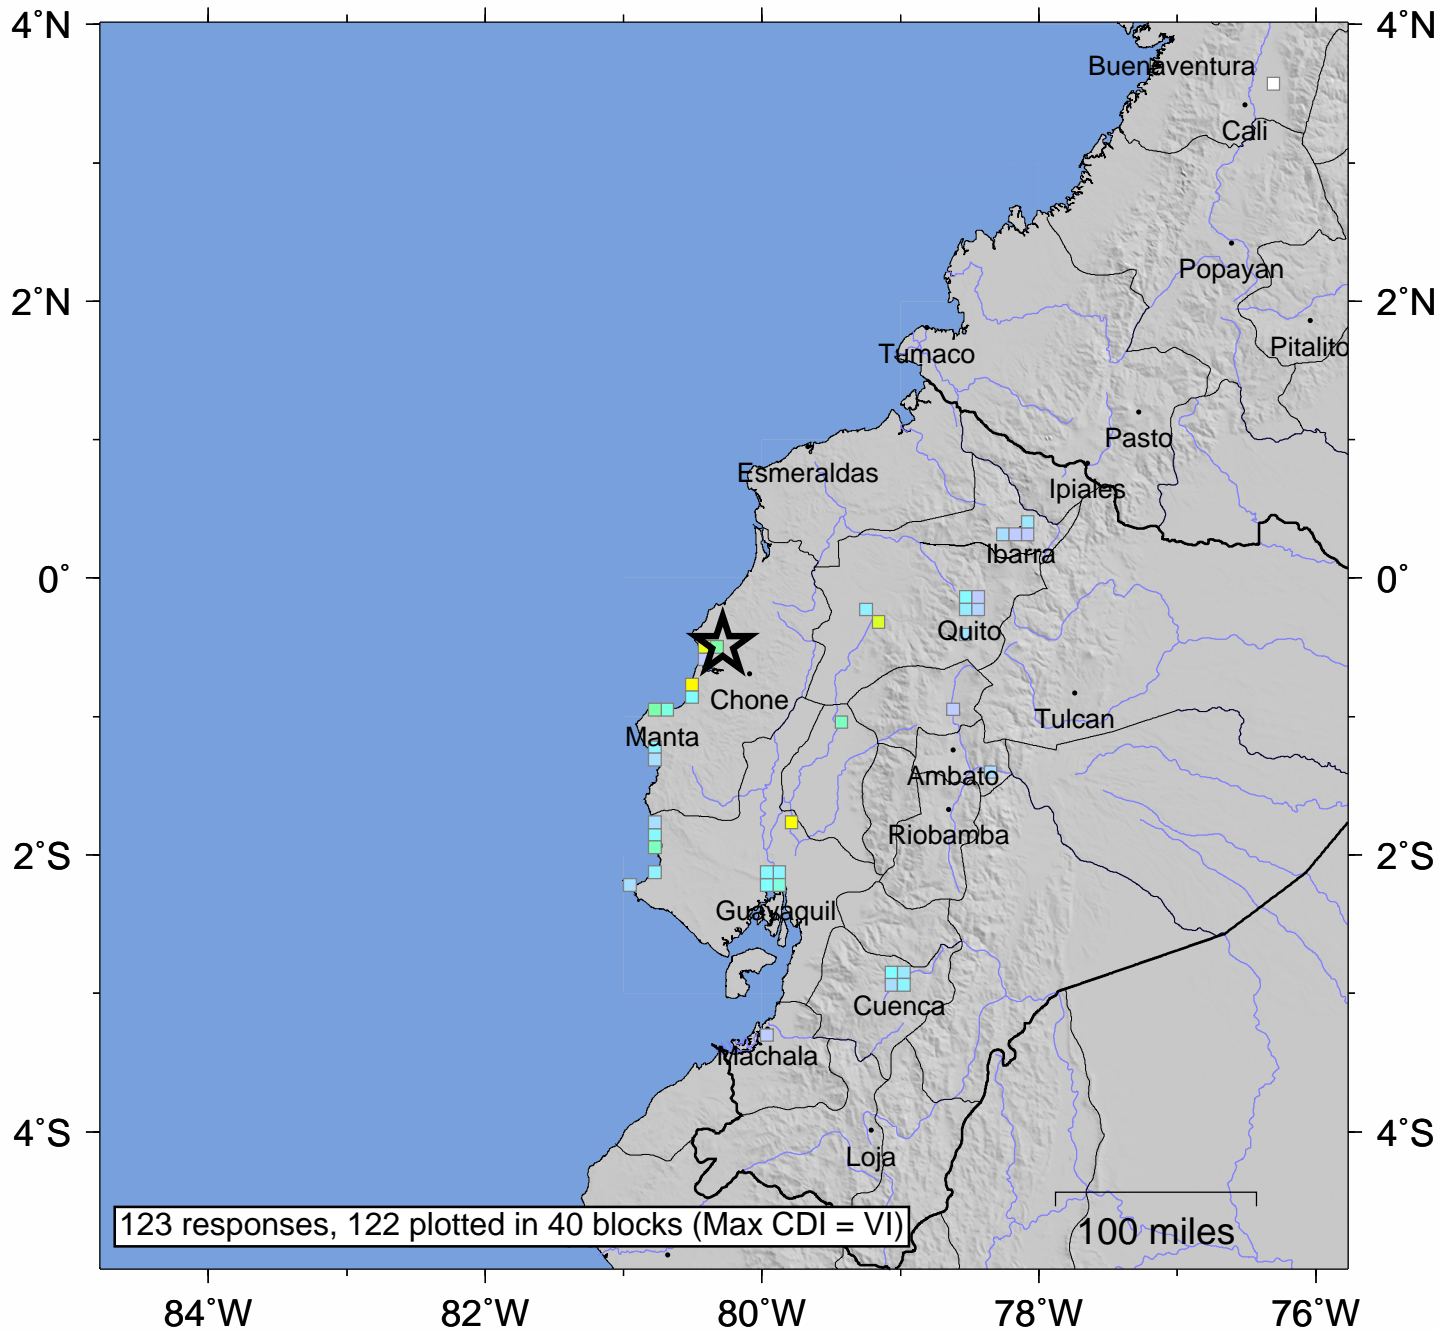 4˚N
4˚N
Buenaventura
Cali
Popayan
2˚N
2˚N
Pitalito
Tumaco
Pasto
Esmeraldas
Ipiales
Ibarra
0˚
0˚
Quito
Chone
Tulcan
Manta
Ambato
Riobamba
2˚S
2˚S
Guayaquil
Cuenca
Machala
4˚S
4˚S
Loja
123 responses, 122 plotted in 40 blocks (Max CDI = VI)
100 miles
84˚W
82˚W
80˚W
78˚W
76˚W